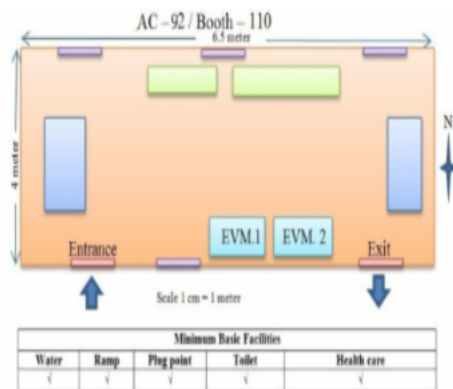 AC – 92 / Booth – 110
6.5 meter
4 meter
N
EVM.1 EVM. 2
Entrance Exit
Scale 1 cm = 1 meter
Minimum Basic Facilities
Water Ramp Plug point Toilet Health care
√ √ √ √ √